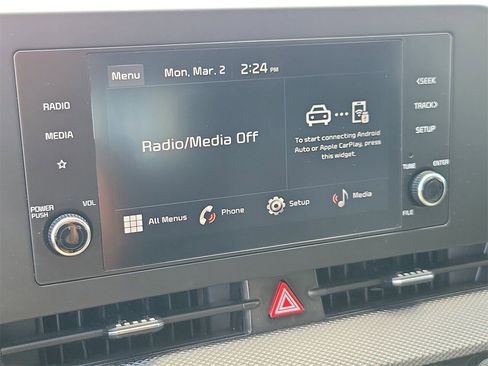 Menu Mon, Mar. 2 2:24 PM
RADIO
MEDIA
POWER
PUSH
VOL
Radio/Media Off
To start connecting Android
Auto or Apple CarPlay, press
this widget.
All Menus Phone Setup Media
<SEEK
TRACK>
SETUP
TUNE ENTER
FILE